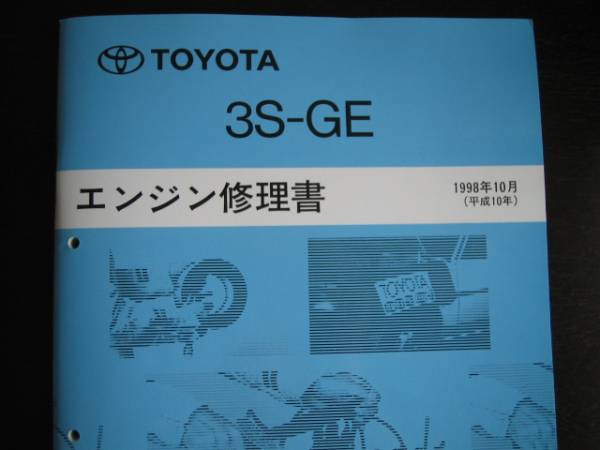 TOYOTA
3S-GE
エンジン修理書
1998年10月
(平成10年)
TOYOTA